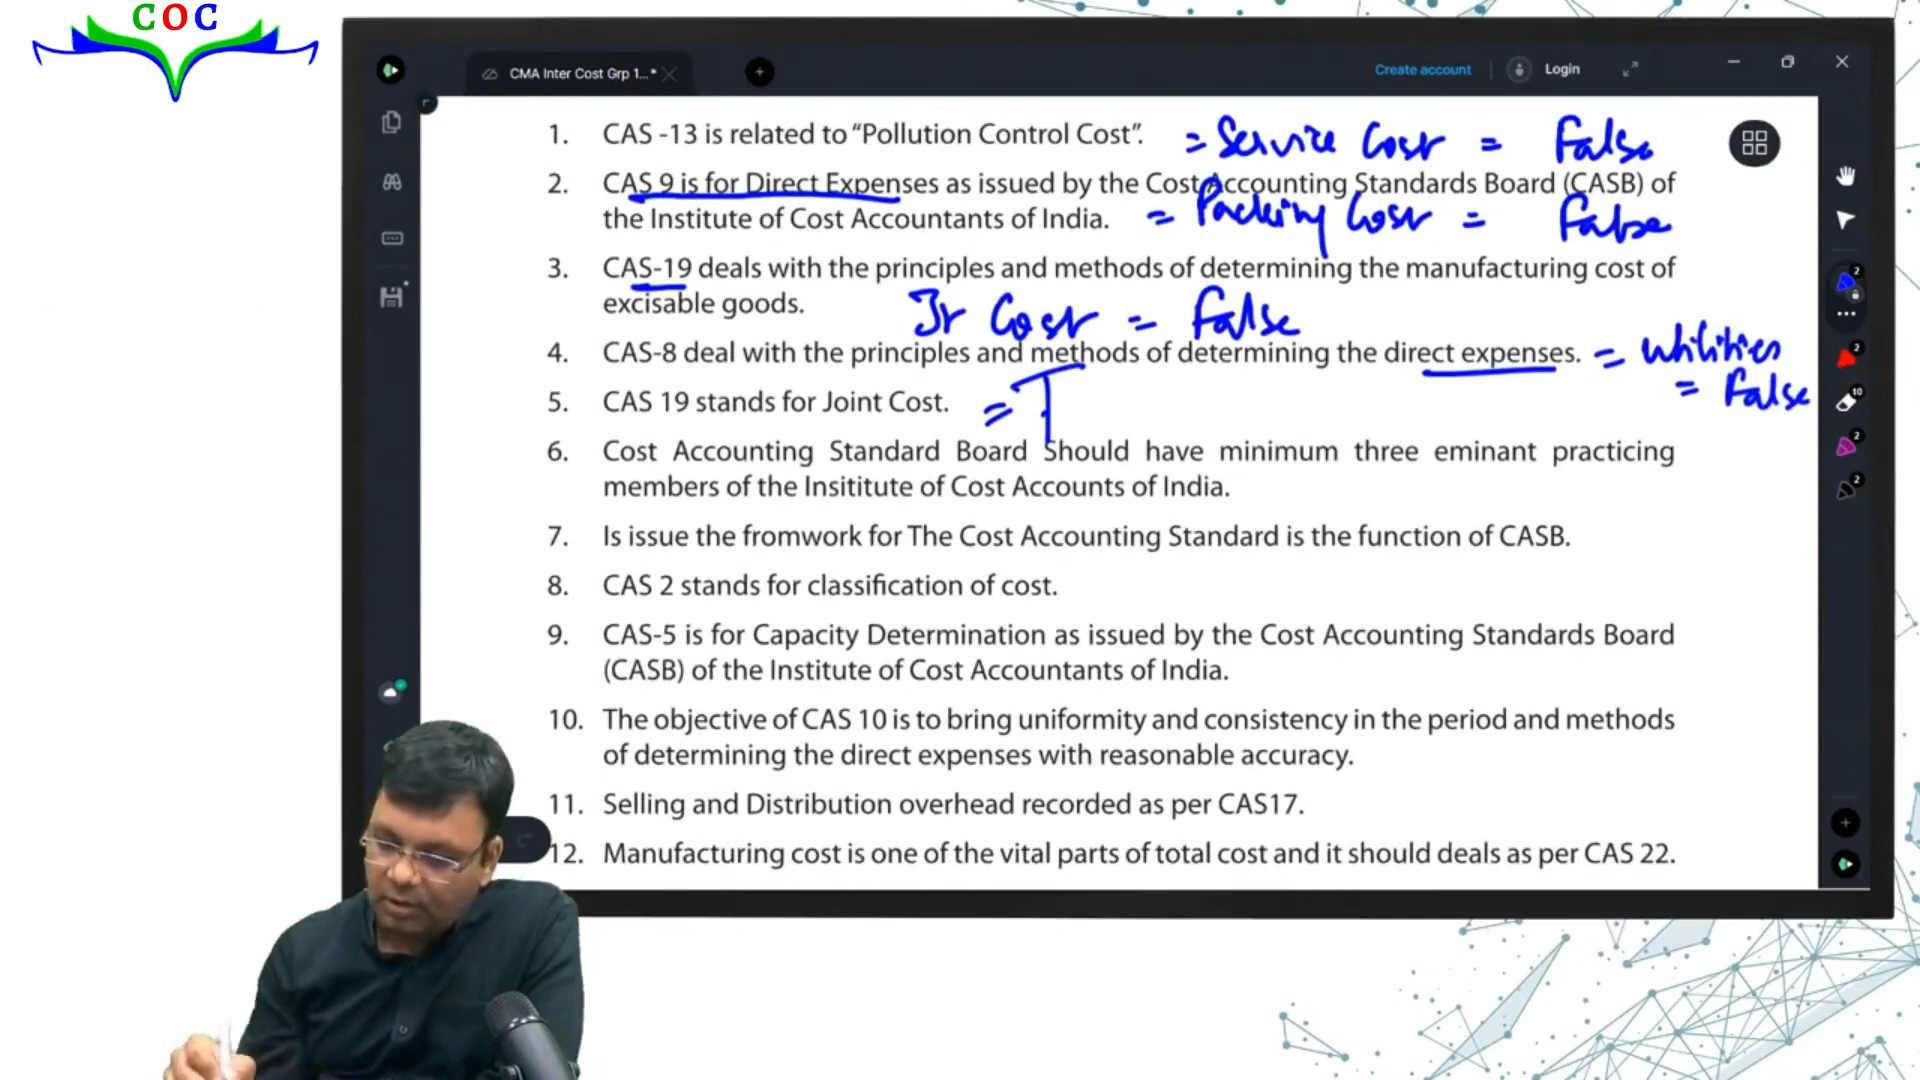 COC
CMA Inter Cost Grp 1...*
Create account
Login
1. CAS -13 is related to “Pollution Control Cost”. = Service Cost = False
2. CAS 9 is for Direct Expenses as issued by the Cost Accounting Standards Board (CASB) of
the Institute of Cost Accountants of India. = Packing Cost = False
3. CAS-19 deals with the principles and methods of determining the manufacturing cost of
excisable goods. Jt Cost = False
4. CAS-8 deal with the principles and methods of determining the direct expenses. = Utilities
= False
5. CAS 19 stands for Joint Cost. = T
6. Cost Accounting Standard Board Should have minimum three eminant practicing
members of the Insititute of Cost Accounts of India.
7. Is issue the fromwork for The Cost Accounting Standard is the function of CASB.
8. CAS 2 stands for classification of cost.
9. CAS-5 is for Capacity Determination as issued by the Cost Accounting Standards Board
(CASB) of the Institute of Cost Accountants of India.
10. The objective of CAS 10 is to bring uniformity and consistency in the period and methods
of determining the direct expenses with reasonable accuracy.
11. Selling and Distribution overhead recorded as per CAS17.
12. Manufacturing cost is one of the vital parts of total cost and it should deals as per CAS 22.
2
2
10
2
2